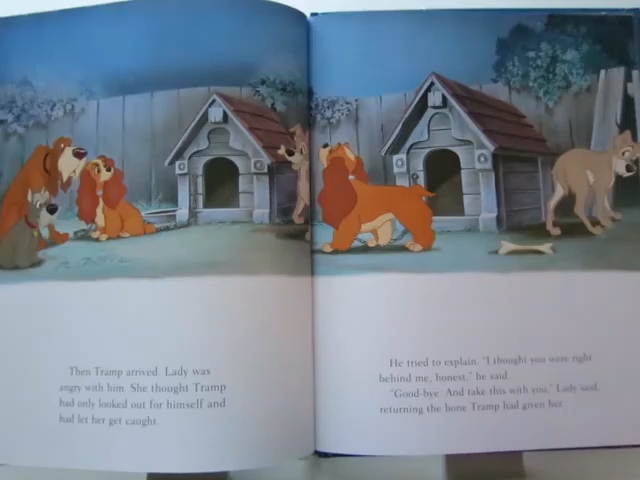 Then Tramp arrived. Lady was
angry with him. She thought Tramp
had only looked out for himself and
had let her get caught.
He tried to explain. "I thought you were right
behind me, honest," he said.
"Good-bye. And take this with you," Lady said,
returning the bone Tramp had given her.